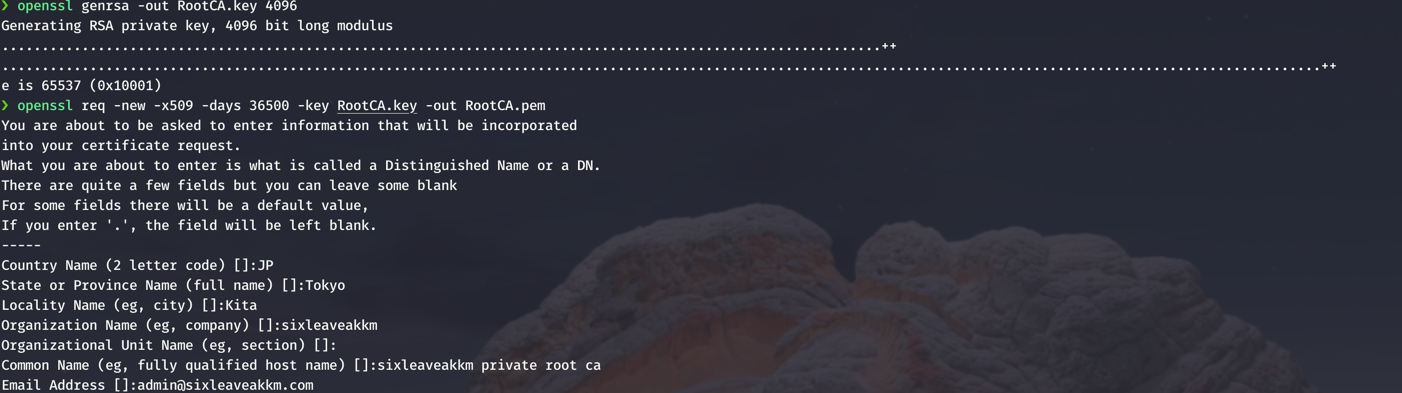 ❯ openssl genrsa -out RootCA.key 4096
Generating RSA private key, 4096 bit long modulus
..............................................................................................................++
.....................................................................................................................................................................++
e is 65537 (0x10001)
❯ openssl req -new -x509 -days 36500 -key RootCA.key -out RootCA.pem
You are about to be asked to enter information that will be incorporated
into your certificate request.
What you are about to enter is what is called a Distinguished Name or a DN.
There are quite a few fields but you can leave some blank
For some fields there will be a default value,
If you enter '.', the field will be left blank.
-----
Country Name (2 letter code) []:JP
State or Province Name (full name) []:Tokyo
Locality Name (eg, city) []:Kita
Organization Name (eg, company) []:sixleaveakkm
Organizational Unit Name (eg, section) []:
Common Name (eg, fully qualified host name) []:sixleaveakkm private root ca
Email Address []:admin@sixleaveakkm.com